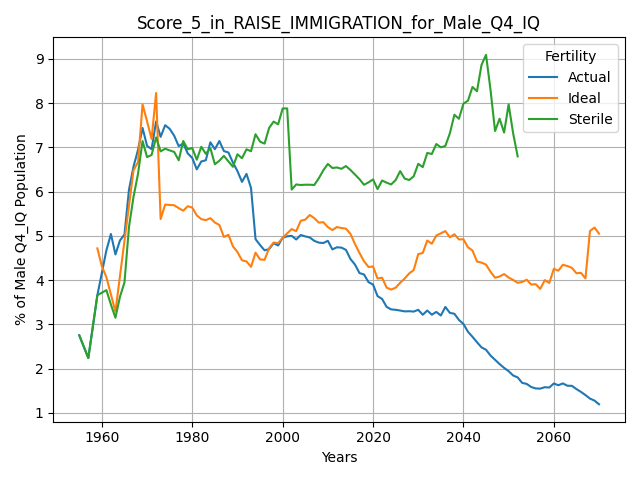 Score_5_in_RAISE_IMMIGRATION_for_Male_Q4_IQ
% of Male Q4_IQ Population
9
8
7
6
5
4
3
2
1
Fertility
Actual
Ideal
Sterile
1960 1980 2000 2020 2040 2060
Years